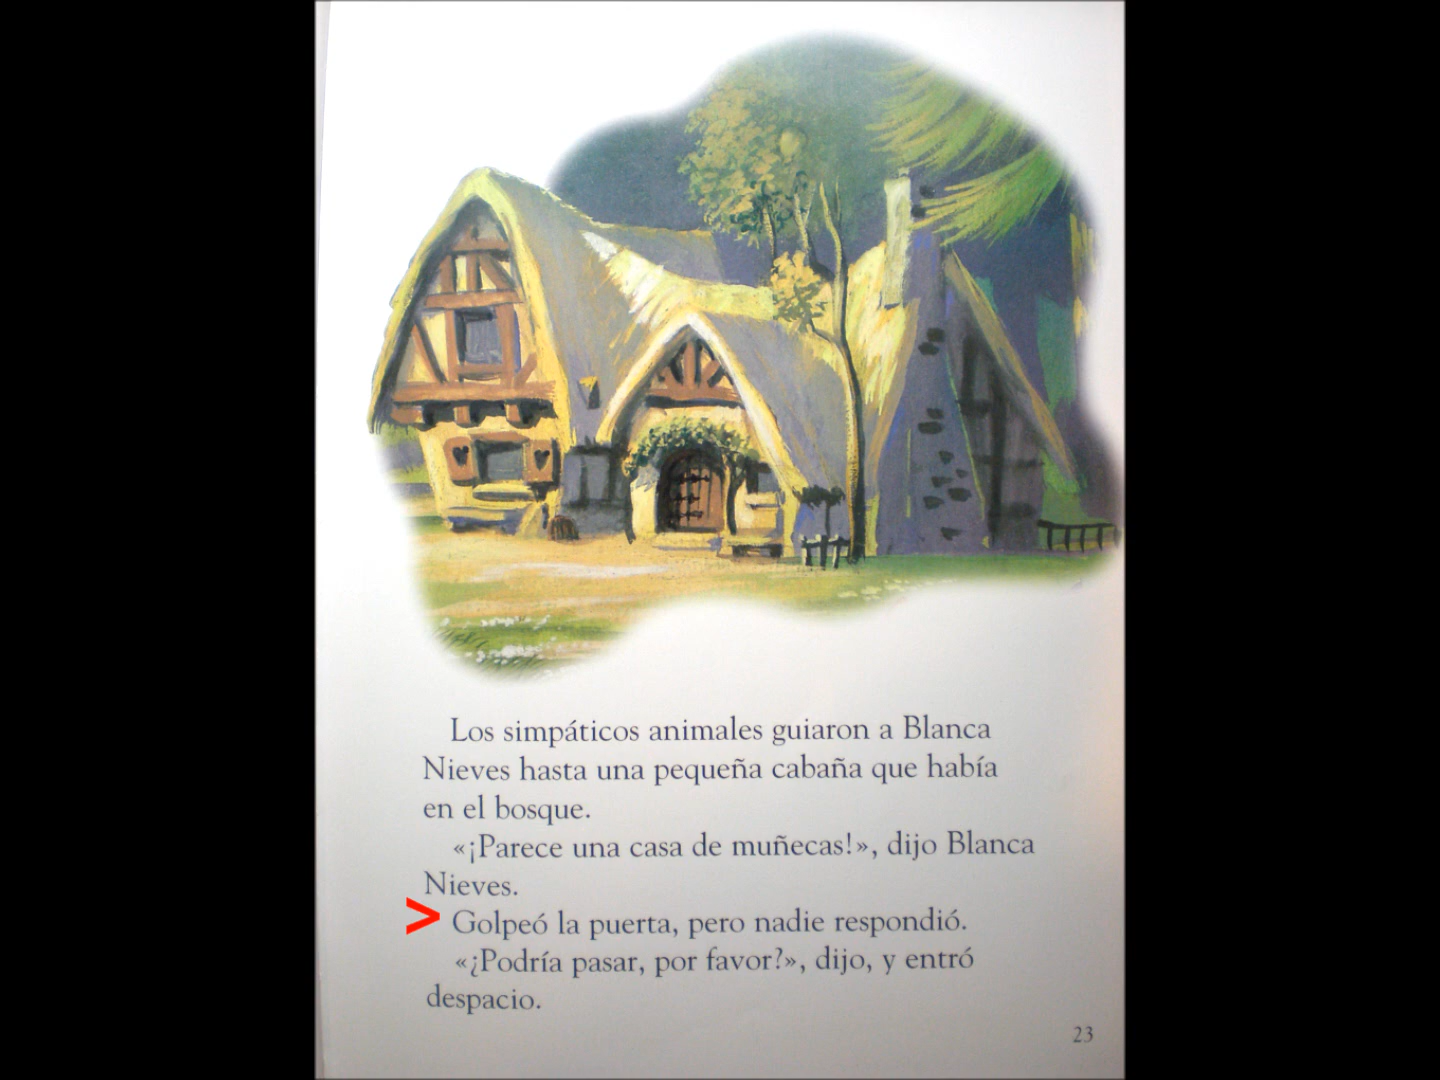 Los simpáticos animales guiaron a Blanca
Nieves hasta una pequeña cabaña que había
en el bosque.
«¡Parece una casa de muñecas!», dijo Blanca
Nieves.
> Golpeó la puerta, pero nadie respondió.
«¿Podría pasar, por favor?», dijo, y entró
despacio.
23